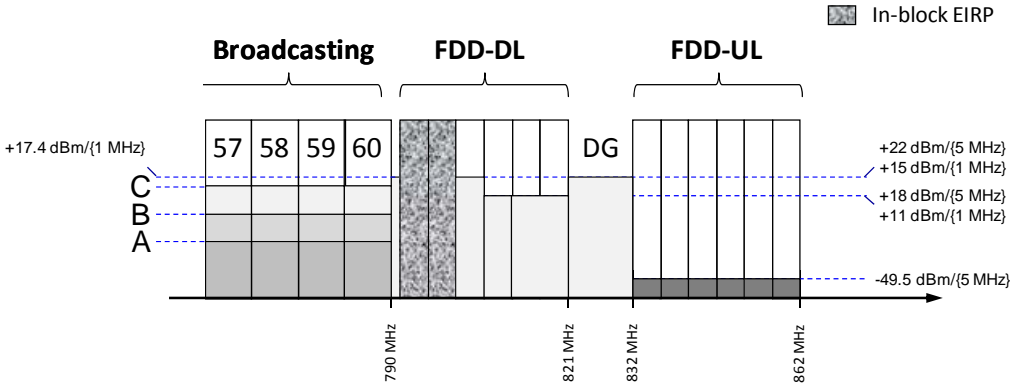 In-block EIRP
Broadcasting
FDD-DL
FDD-UL
57 58 59 60
DG
+17.4 dBm/{1 MHz}
C
B
A
+22 dBm/{5 MHz}
+15 dBm/{1 MHz}
+18 dBm/{5 MHz}
+11 dBm/{1 MHz}
-49.5 dBm/{5 MHz}
790 MHz
821 MHz
832 MHz
862 MHz